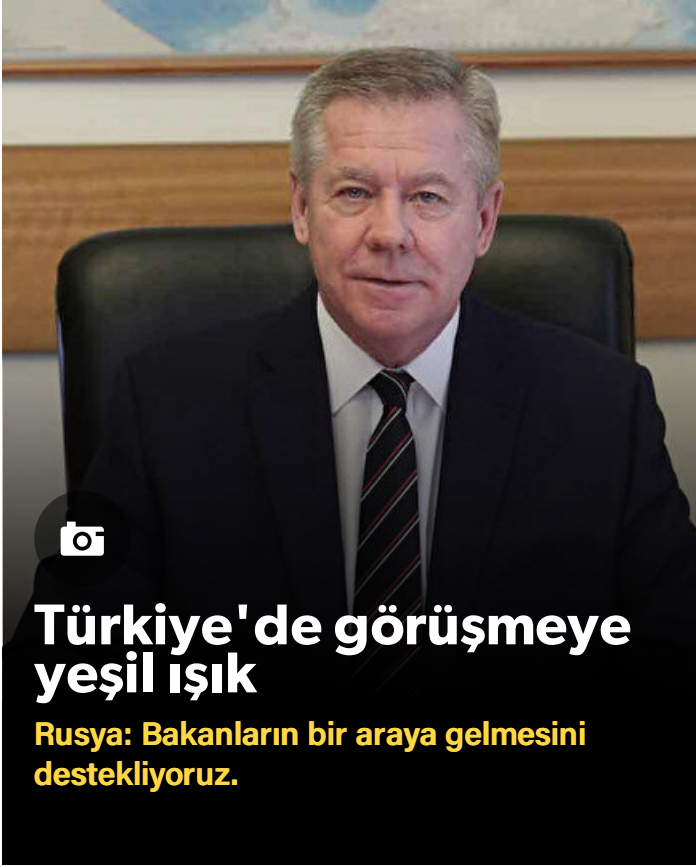 Türkiye'de görüşmeye
yeşil ışık
Rusya: Bakanların bir araya gelmesini
destekliyoruz.